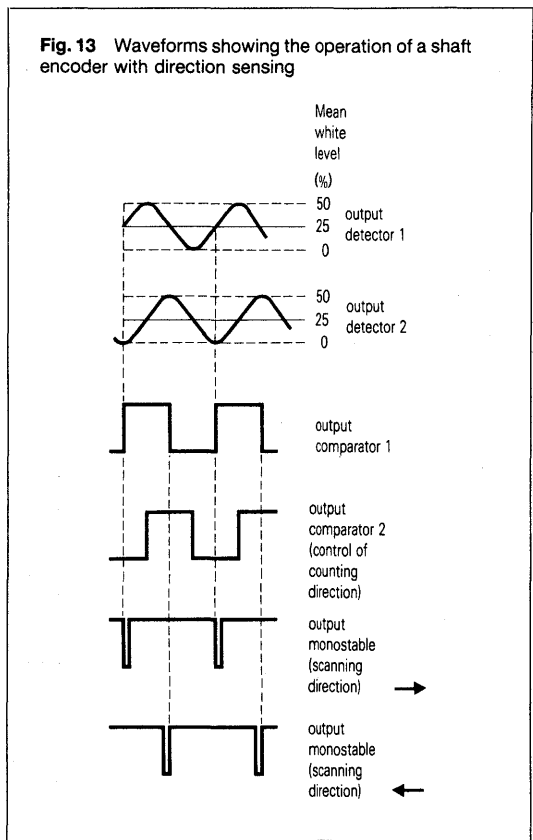 Fig. 13 Waveforms showing the operation of a shaft
encoder with direction sensing
Mean
white
level
(%)
50
25
0
output
detector 1
50
25
0
output
detector 2
output
comparator 1
output
comparator 2
(control of
counting
direction)
output
monostable
(scanning
direction)
output
monostable
(scanning
direction)